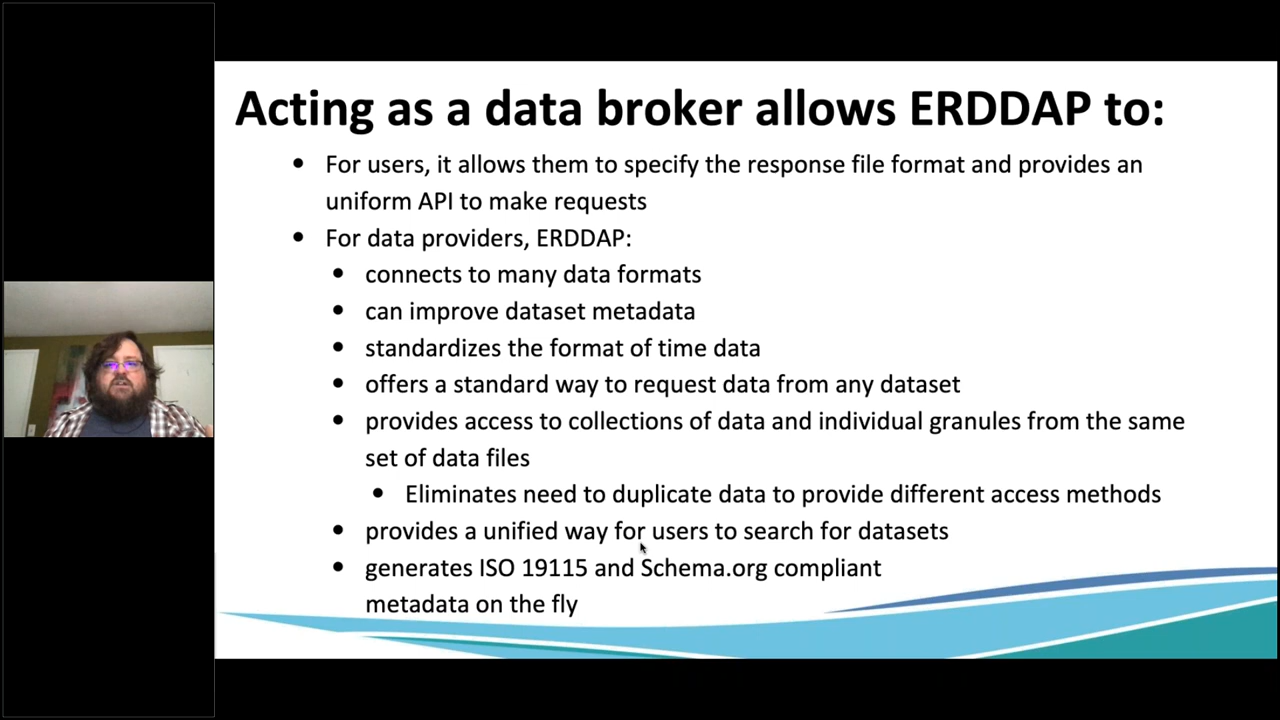 Acting as a data broker allows ERDDAP to:
• For users, it allows them to specify the response file format and provides an
uniform API to make requests
• For data providers, ERDDAP:
• connects to many data formats
• can improve dataset metadata
• standardizes the format of time data
• offers a standard way to request data from any dataset
• provides access to collections of data and individual granules from the same
set of data files
• Eliminates need to duplicate data to provide different access methods
• provides a unified way for users to search for datasets
• generates ISO 19115 and Schema.org compliant
metadata on the fly